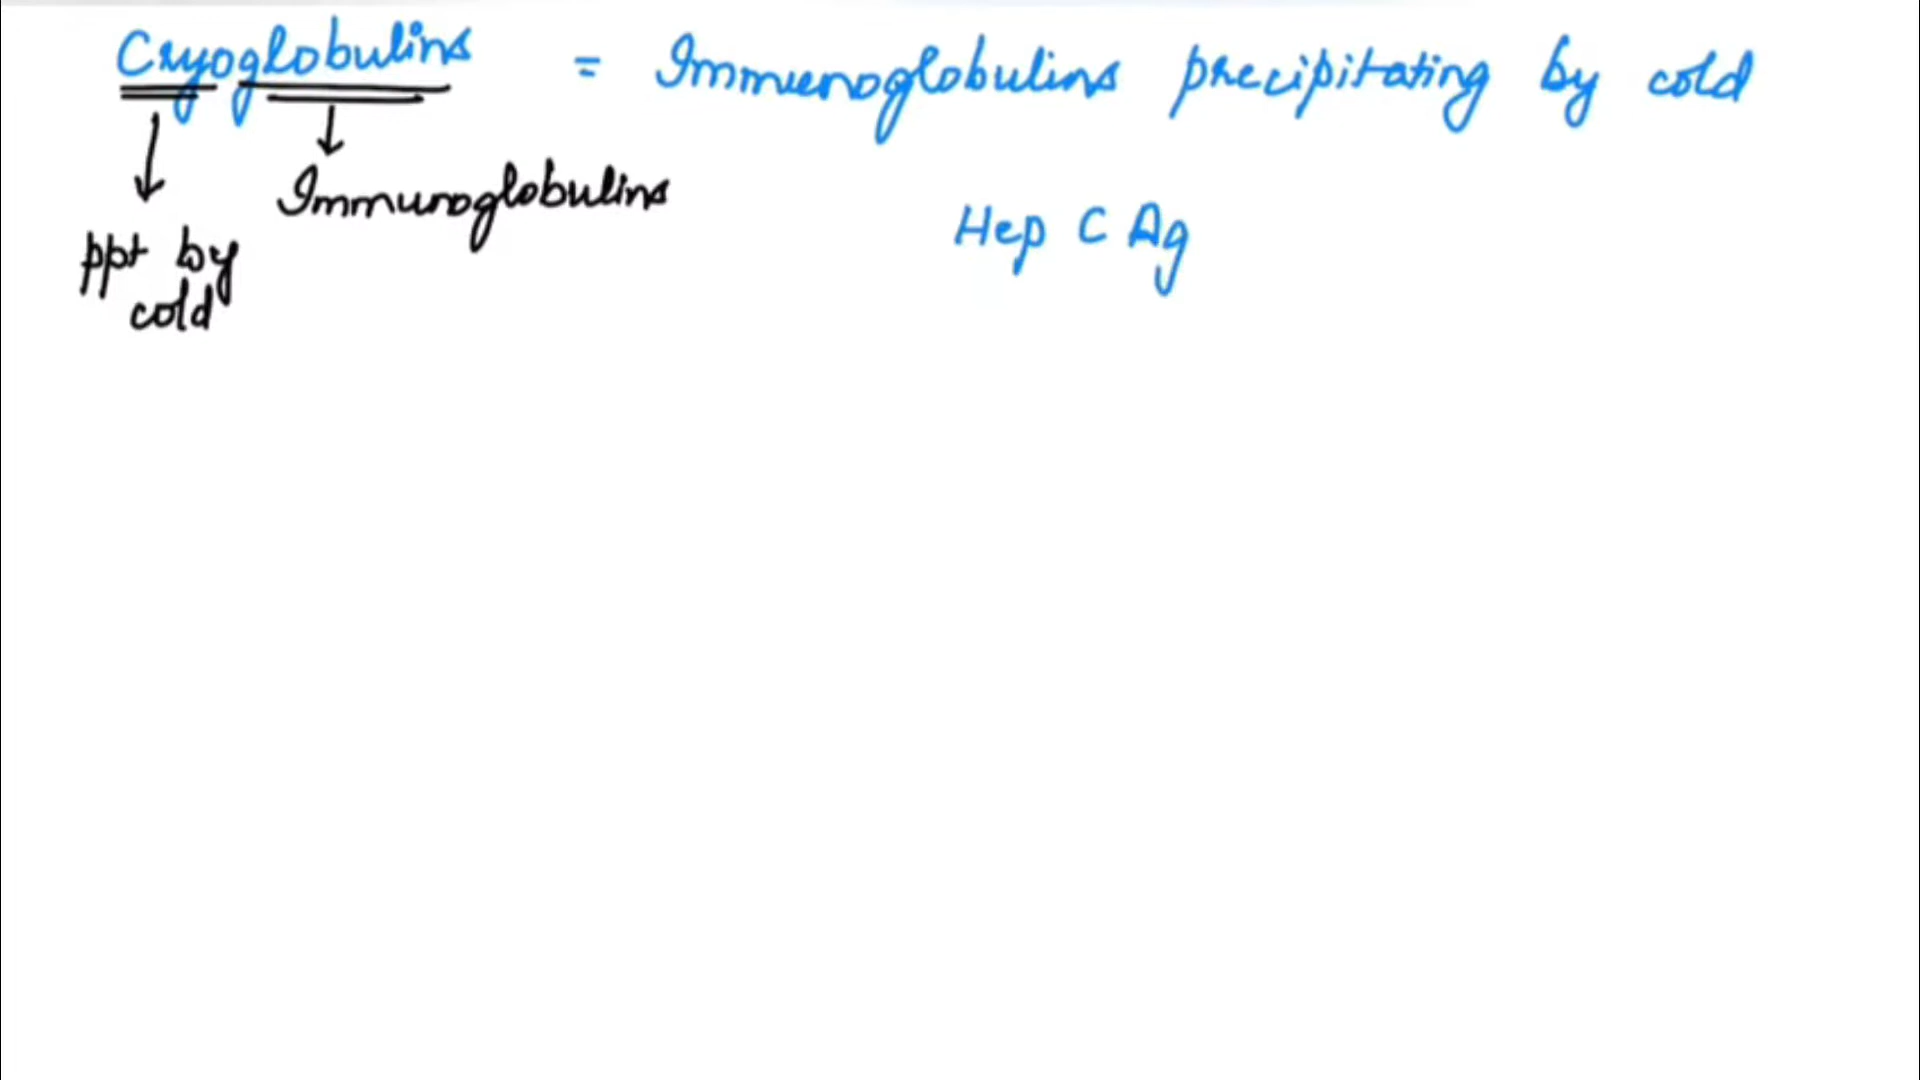 Cryoglobulins = Immunoglobulins precipitating by cold
Immunoglobulins
Hep C Ag
ppt by
cold